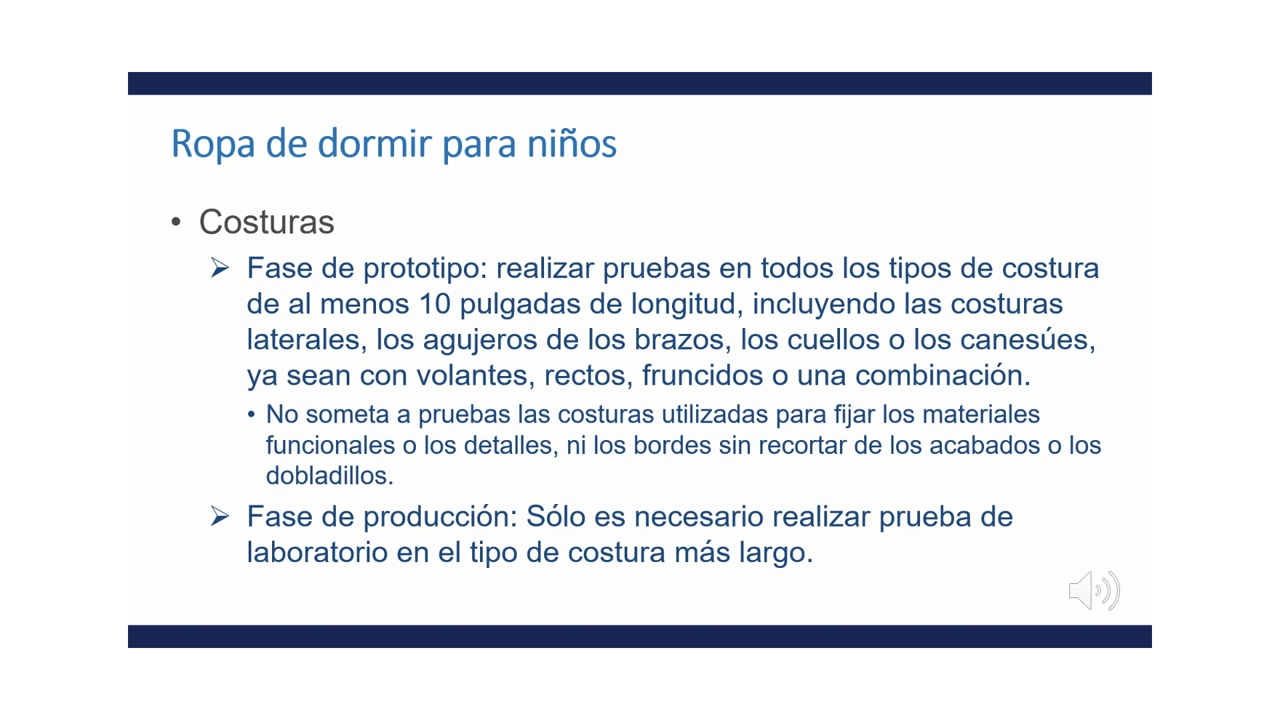 Ropa de dormir para niños
• Costuras
➢ Fase de prototipo: realizar pruebas en todos los tipos de costura
de al menos 10 pulgadas de longitud, incluyendo las costuras
laterales, los agujeros de los brazos, los cuellos o los canesúes,
ya sean con volantes, rectos, fruncidos o una combinación.
• No someta a pruebas las costuras utilizadas para fijar los materiales
funcionales o los detalles, ni los bordes sin recortar de los acabados o los
dobladillos.
➢ Fase de producción: Sólo es necesario realizar prueba de
laboratorio en el tipo de costura más largo.